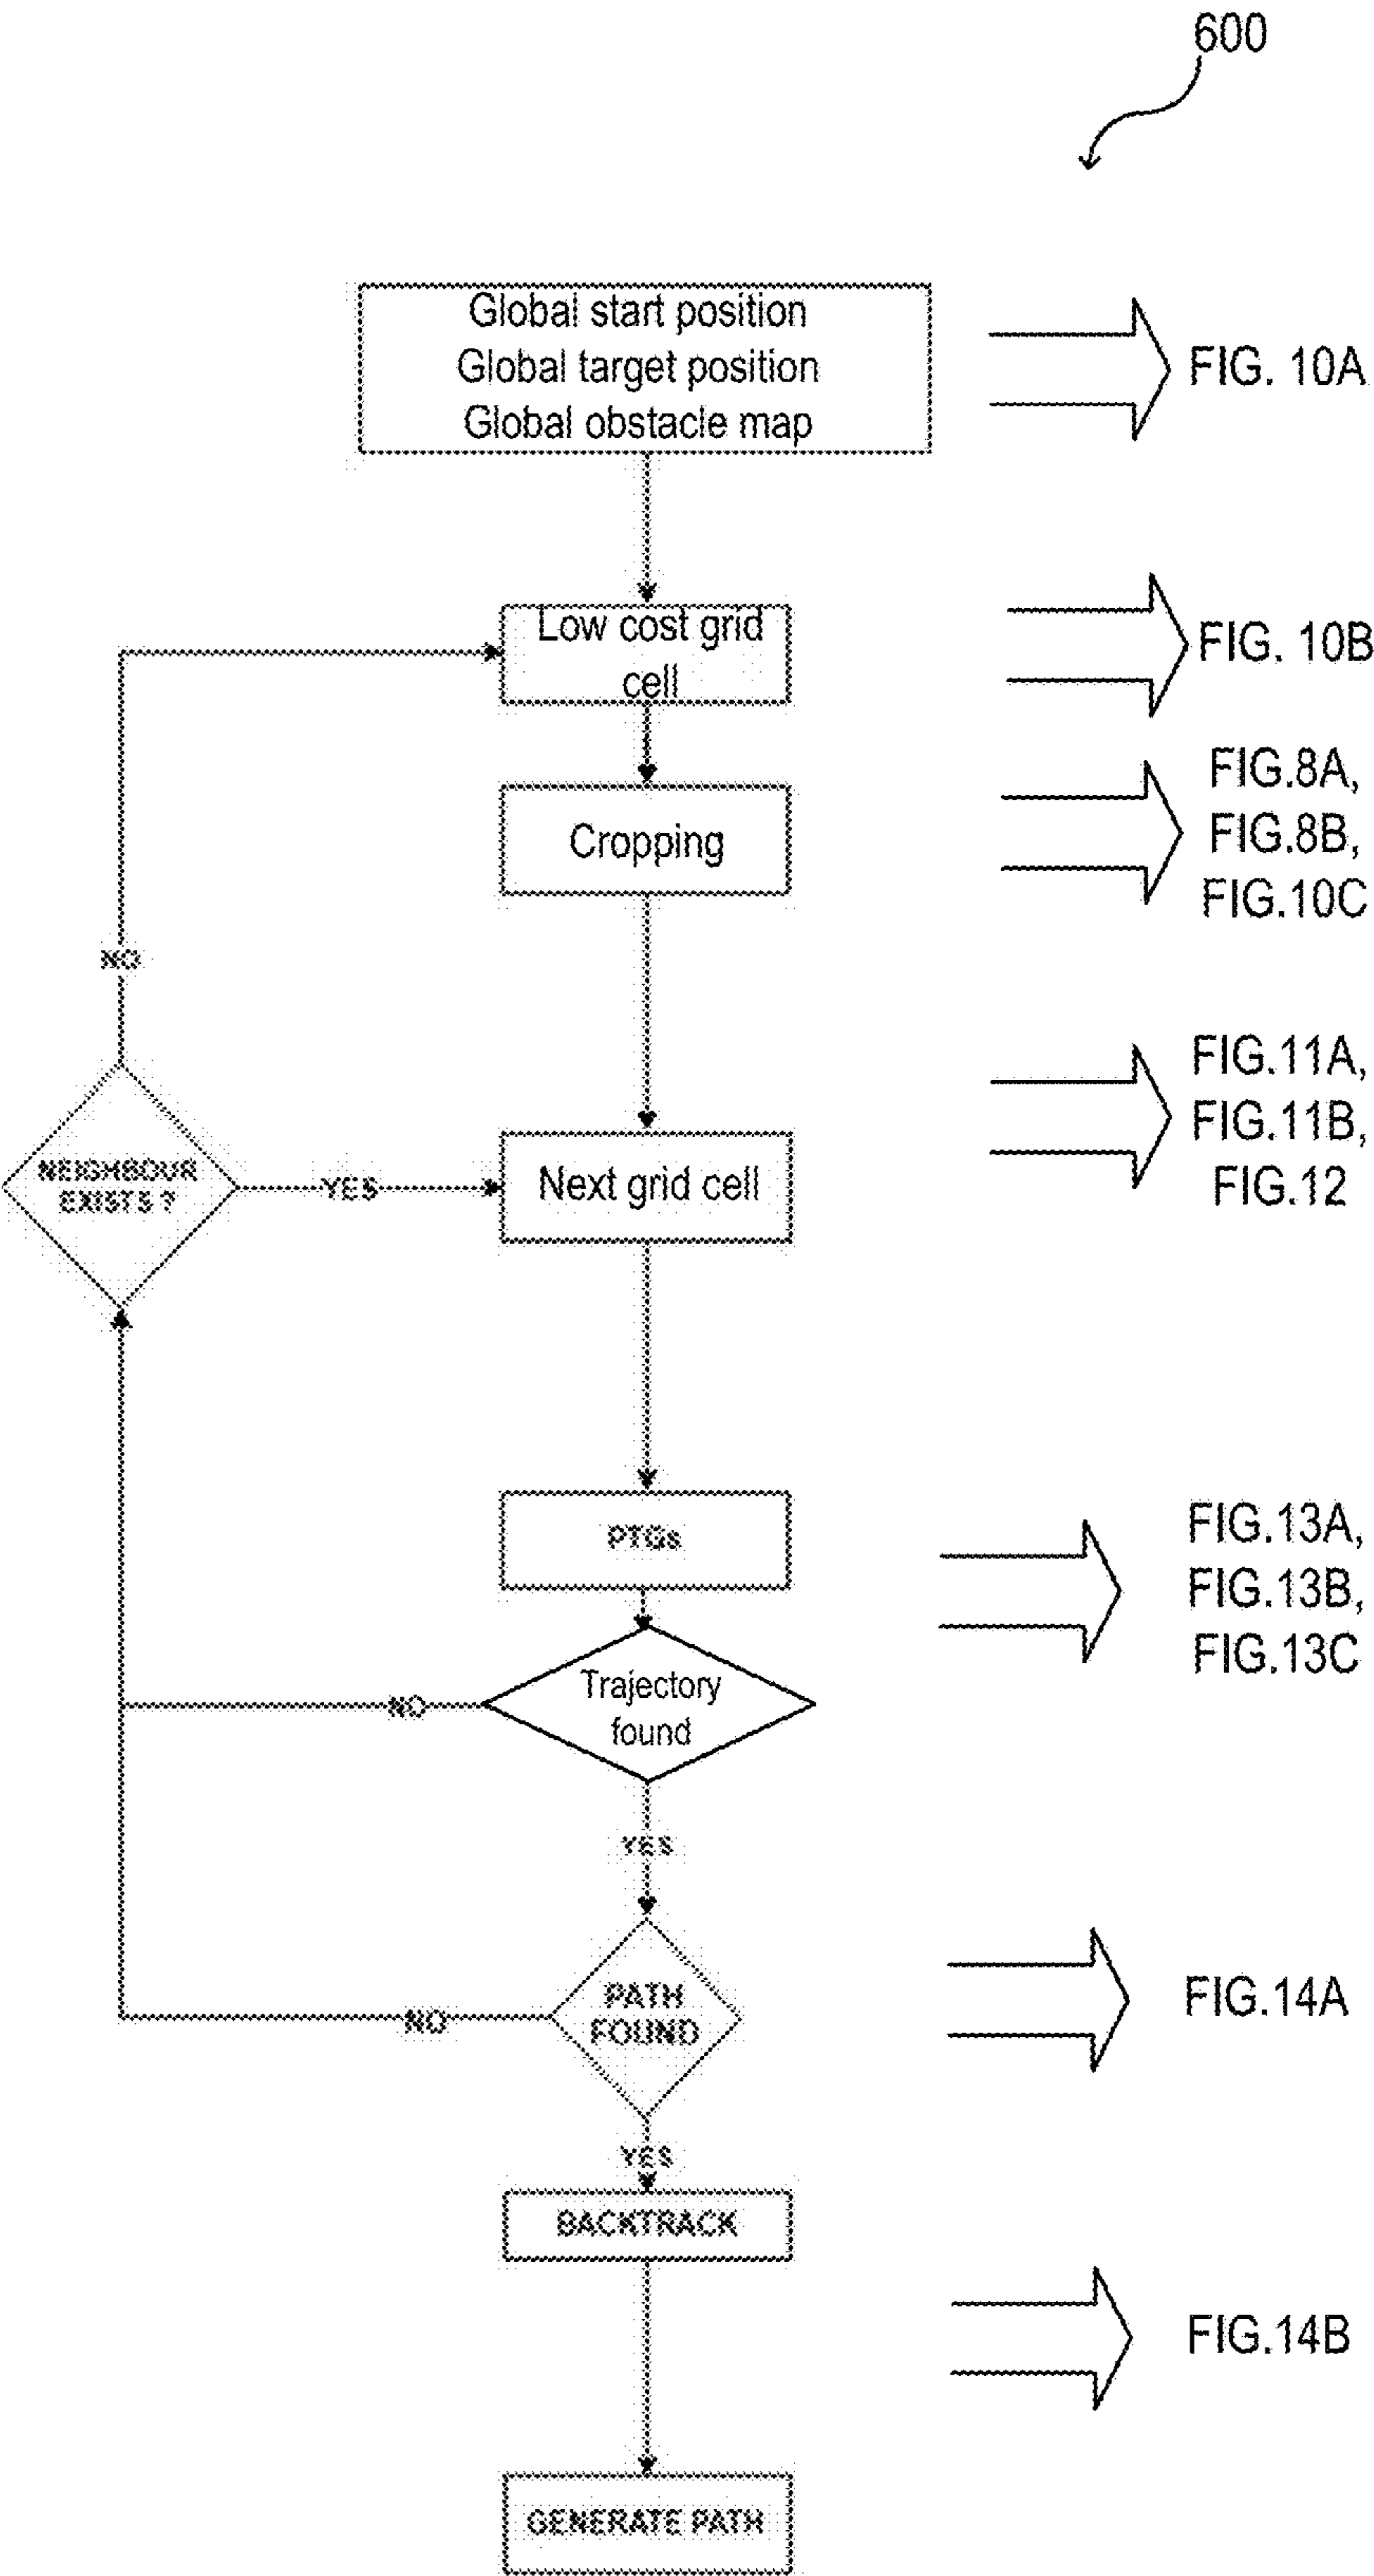 600
Global start position
Global target position
Global obstacle map
FIG. 10A
Low cost grid
cell
FIG. 10B
Cropping
FIG.8A,
FIG.8B,
FIG.10C
NO
NEIGHBOUR
EXISTS ?
YES
Next grid cell
FIG.11A,
FIG.11B,
FIG.12
PTGs
FIG.13A,
FIG.13B,
FIG.13C
Trajectory
found
NO
YES
PATH
FOUND
NO
FIG.14A
YES
BACKTRACK
FIG.14B
GENERATE PATH